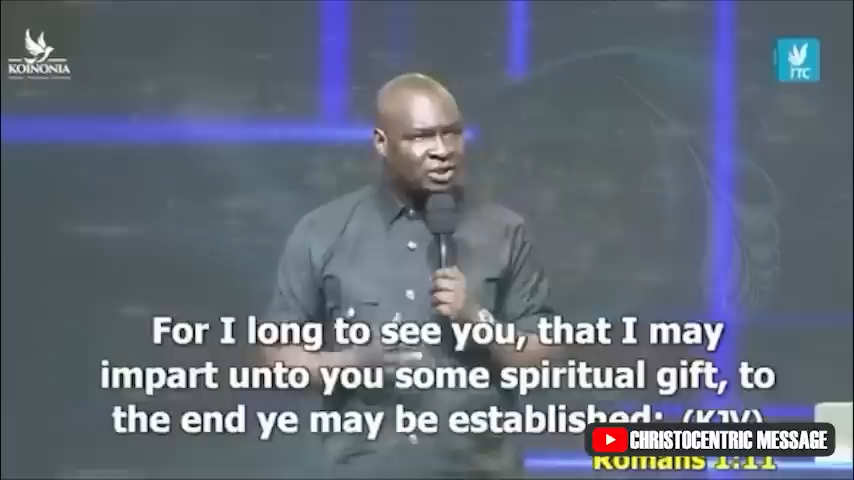 KOINONIA
ITC
For I long to see you, that I may
impart unto you some spiritual gift, to
the end ye may be established; (KJV)
CHRISTOCENTRIC MESSAGE
Romans 1:11